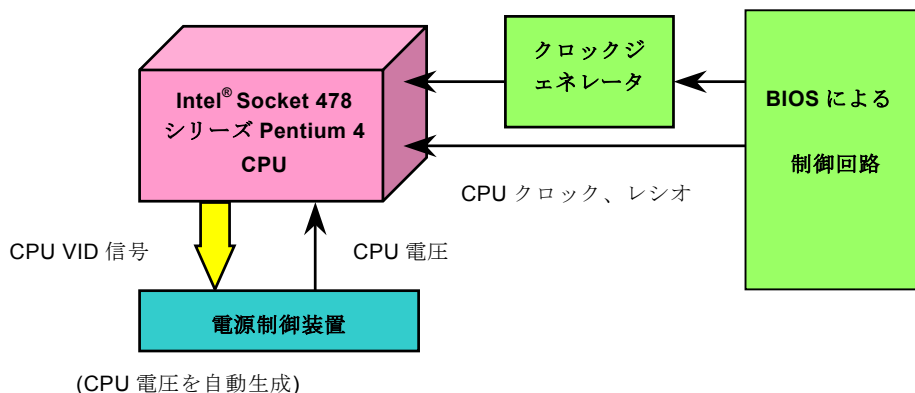 Intel® Socket 478
シリーズ Pentium 4
CPU
クロックジ
ェネレータ
BIOS による
制御回路
CPU クロック、レシオ
CPU VID 信号
CPU 電圧
電源制御装置
(CPU 電圧を自動生成)